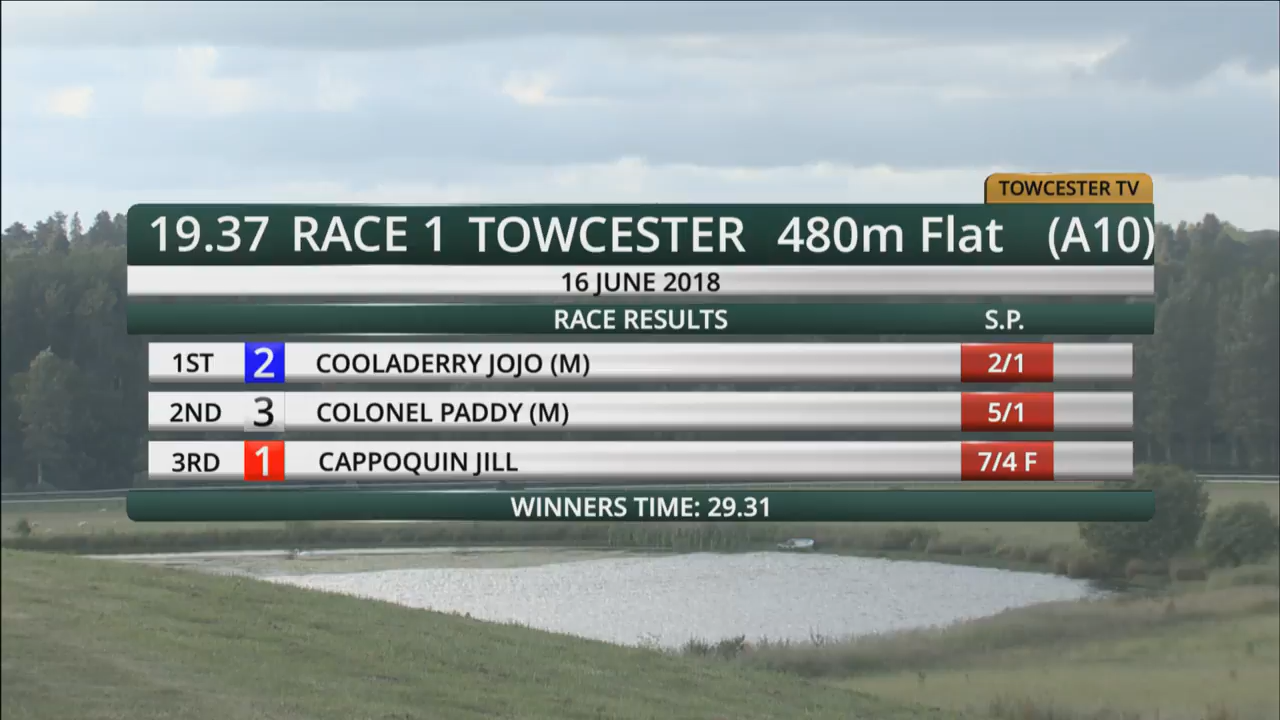 TOWCESTER TV
19.37 RACE 1 TOWCESTER 480m Flat (A10)
16 JUNE 2018
RACE RESULTS S.P.
1ST 2 COOLADERRY JOJO (M) 2/1
2ND 3 COLONEL PADDY (M) 5/1
3RD 1 CAPPOQUIN JILL 7/4 F
WINNERS TIME: 29.31